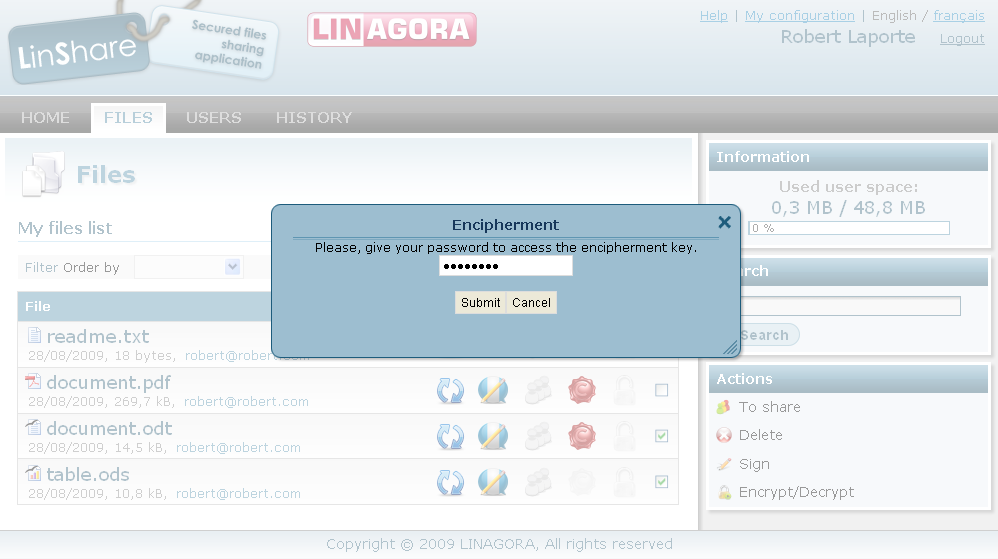 LinShare
Secured files
sharing
application
LINAGORA
Help | My configuration | English / français
Robert Laporte Logout
HOME FILES USERS HISTORY
Files
My files list
Filter Order by
File
readme.txt
28/08/2009, 18 bytes, robert@robert.com
document.pdf
28/08/2009, 269,7 kB, robert@robert.com
document.odt
28/08/2009, 14,5 kB, robert@robert.com
table.ods
28/08/2009, 10,8 kB, robert@robert.com
Encipherment
Please, give your password to access the encipherment key.
••••••••
Submit Cancel
Information
Used user space:
0,3 MB / 48,8 MB
0 %
rch
Search
Actions
To share
Delete
Sign
Encrypt/Decrypt
Copyright © 2009 LINAGORA, All rights reserved